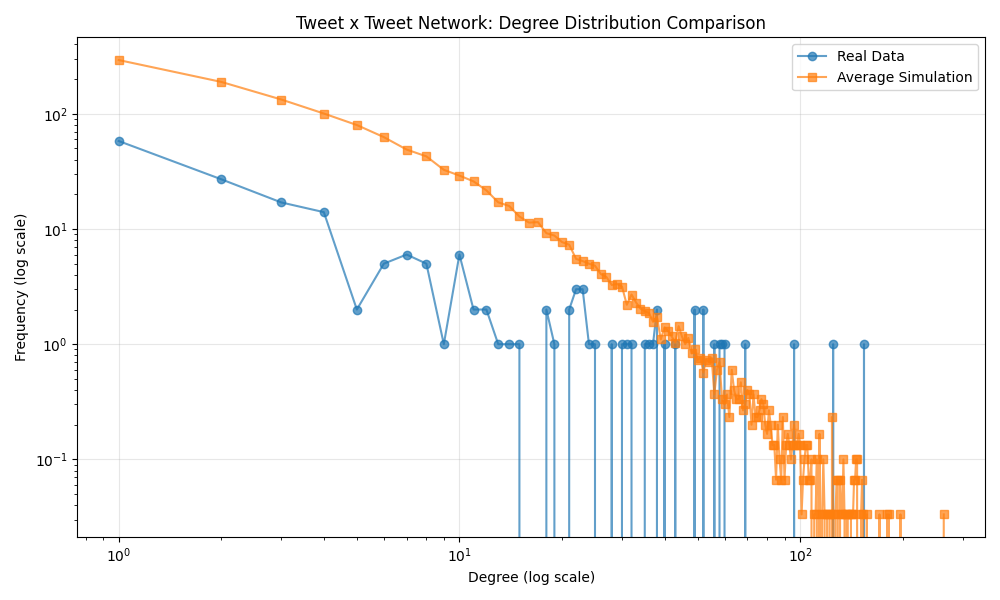 Tweet x Tweet Network: Degree Distribution Comparison
Real Data
Average Simulation
Frequency (log scale)
10²
10¹
10⁰
10⁻¹
10⁰
10¹
10²
Degree (log scale)